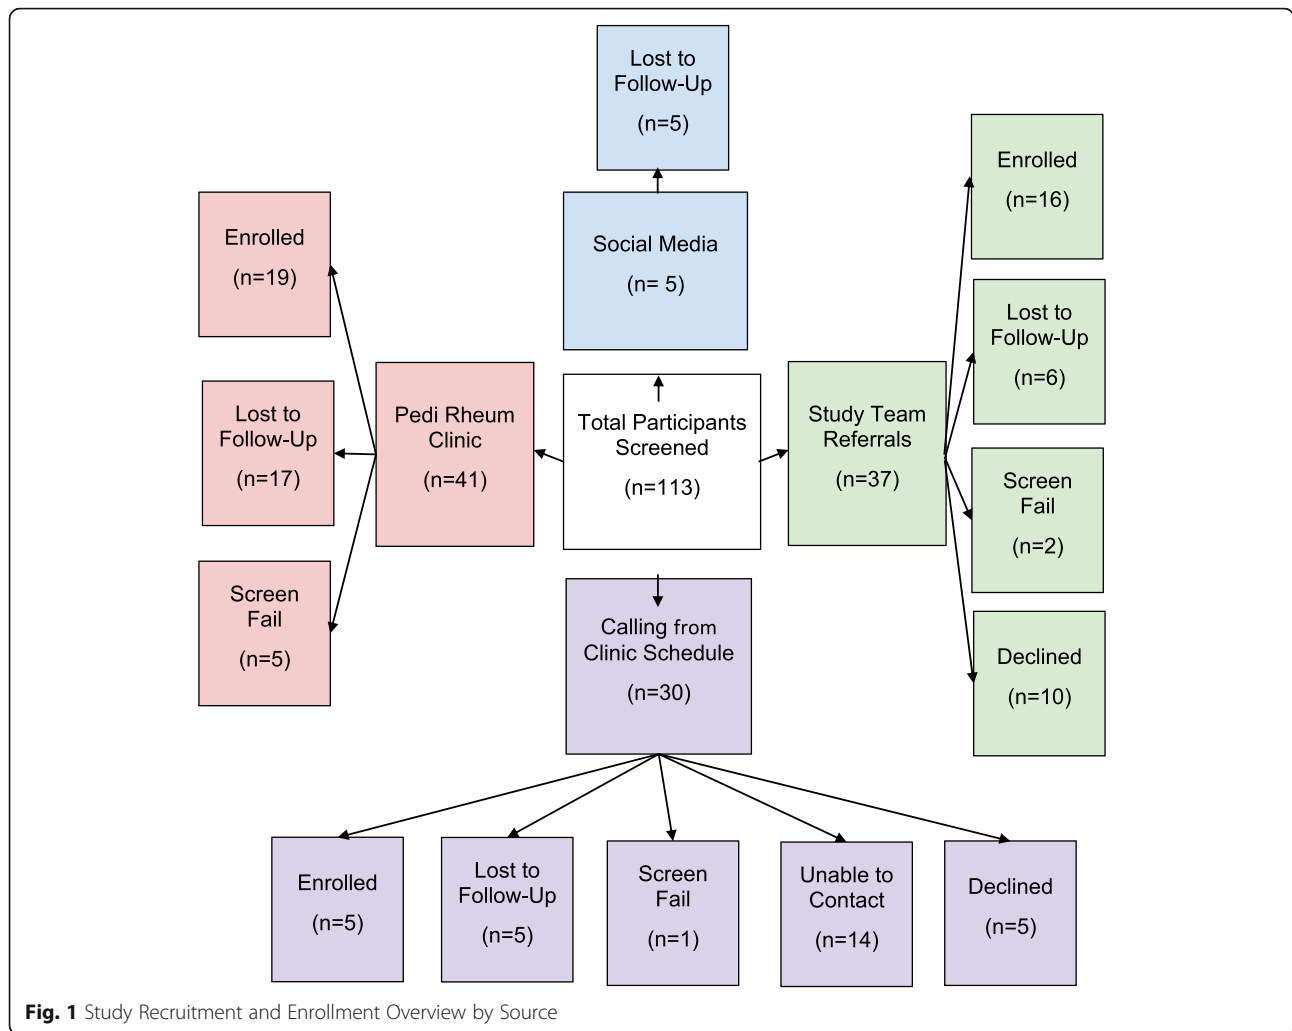 Lost to
Follow-Up
(n=5)
Social Media
(n= 5)
Enrolled
(n=19)
Lost to
Follow-Up
(n=17)
Screen
Fail
(n=5)
Pedi Rheum
Clinic
(n=41)
Total Participants
Screened
(n=113)
Study Team
Referrals
(n=37)
Enrolled
(n=16)
Lost to
Follow-Up
(n=6)
Screen
Fail
(n=2)
Declined
(n=10)
Calling from
Clinic Schedule
(n=30)
Enrolled
(n=5)
Lost to
Follow-Up
(n=5)
Screen
Fail
(n=1)
Unable to
Contact
(n=14)
Declined
(n=5)
Fig. 1 Study Recruitment and Enrollment Overview by Source